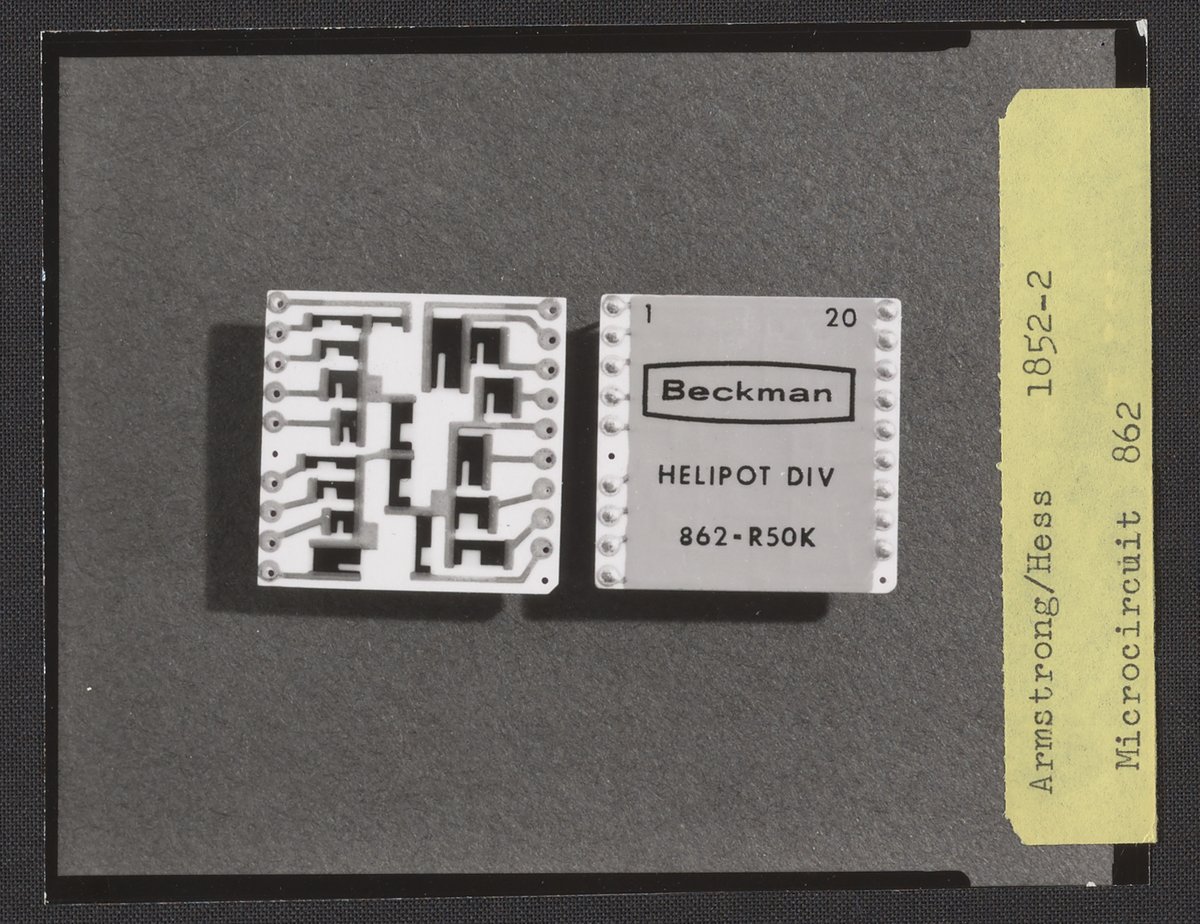 1 20
Beckman
HELIPOT DIV
862-R50K
Armstrong/Hess 1852-2
Microcircuit 862